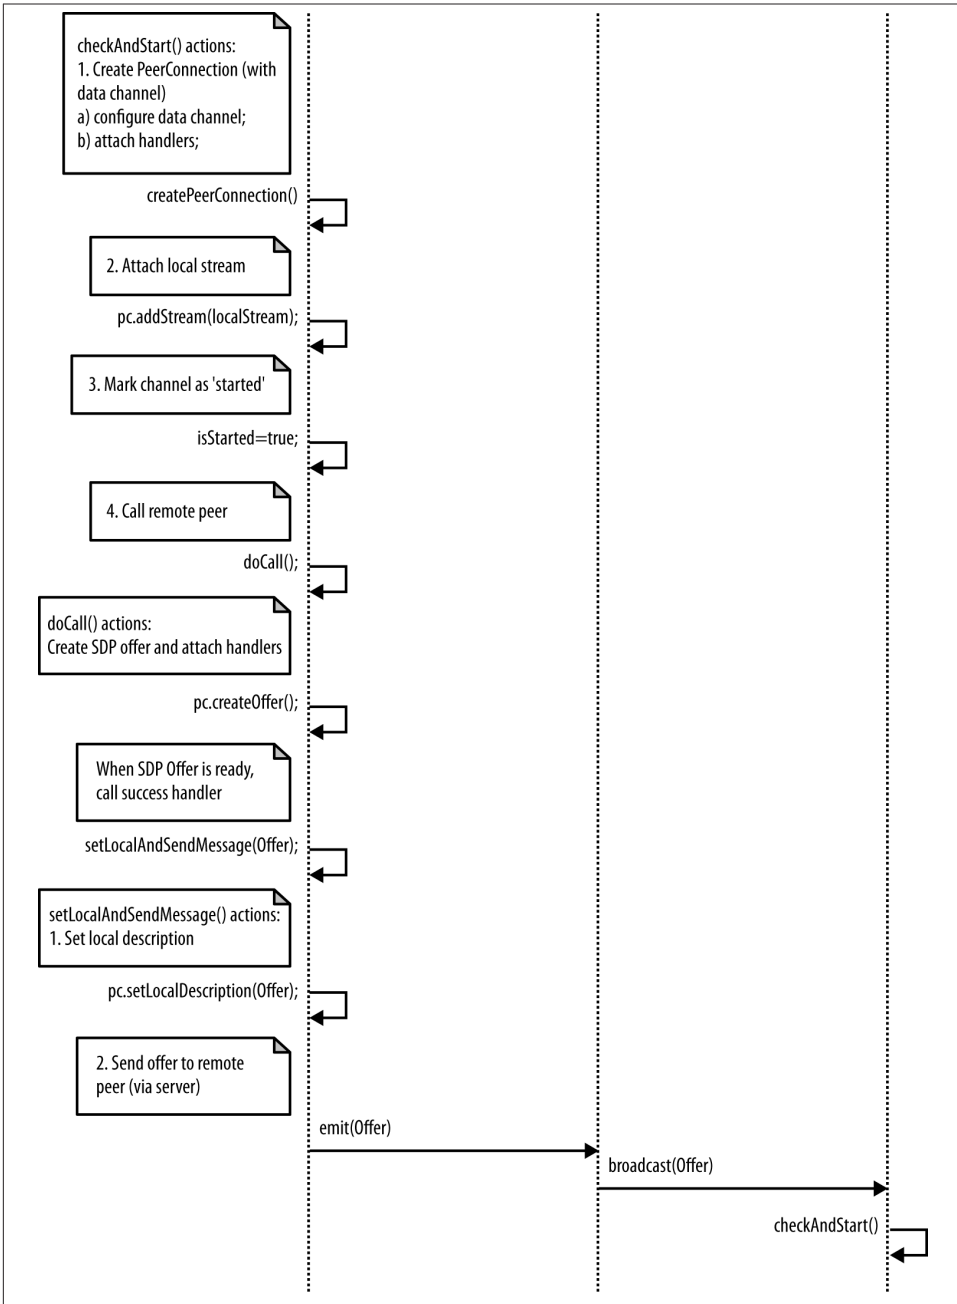 checkAndStart() actions:
1. Create PeerConnection (with
data channel)
a) configure data channel;
b) attach handlers;
createPeerConnection()
2. Attach local stream
pc.addStream(localStream);
3. Mark channel as 'started'
isStarted=true;
4. Call remote peer
doCall();
doCall() actions:
Create SDP offer and attach handlers
pc.createOffer();
When SDP Offer is ready,
call success handler
setLocalAndSendMessage(Offer);
setLocalAndSendMessage() actions:
1. Set local description
pc.setLocalDescription(Offer);
2. Send offer to remote
peer (via server)
emit(Offer)
broadcast(Offer)
checkAndStart()